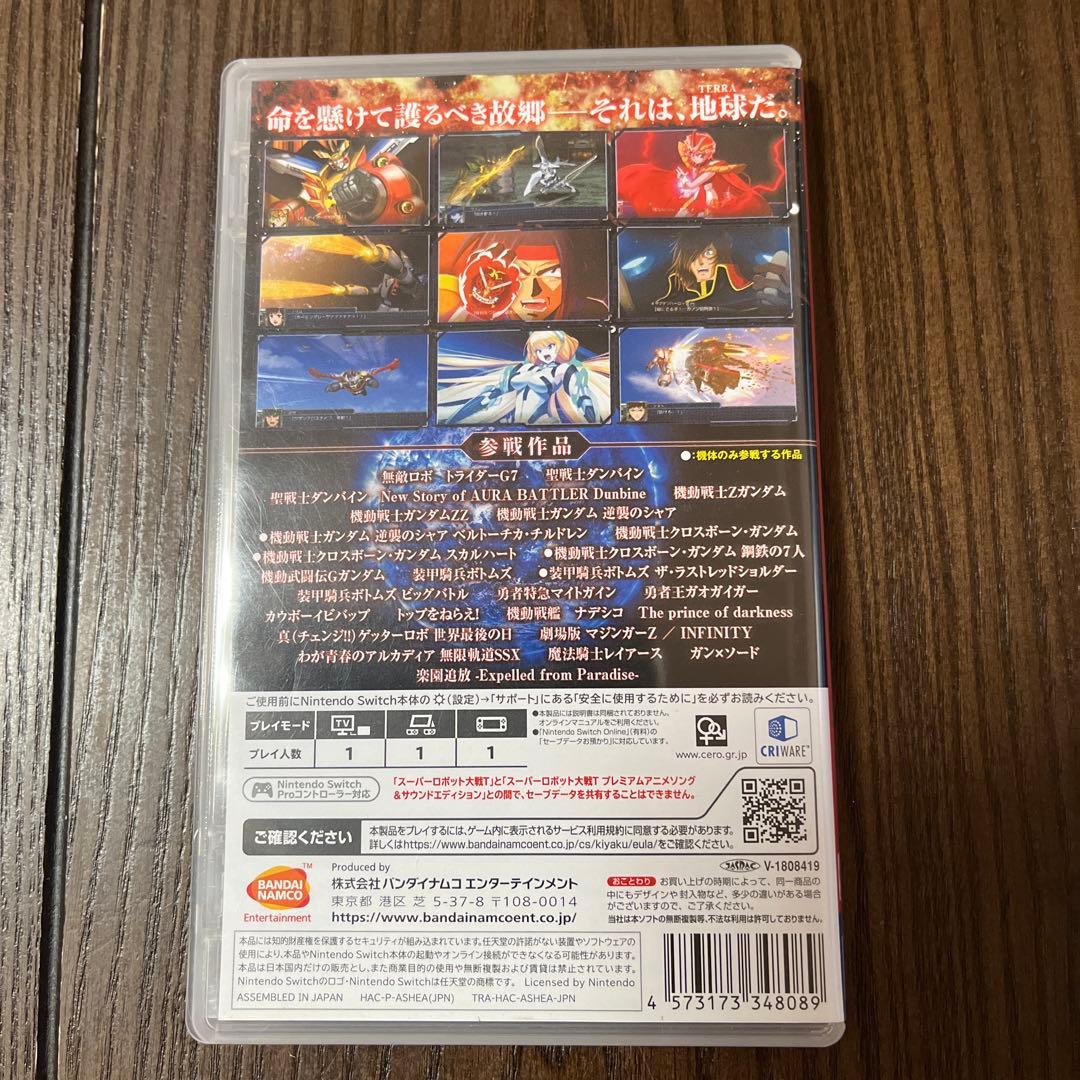 TERRA
命を懸けて護るべき故郷──それは、地球だ。
参戦作品
●:機体のみ参戦する作品
無敵ロボ トライダーG7 聖戦士ダンバイン
聖戦士ダンバイン New Story of AURA BATTLER Dunbine 機動戦士Zガンダム
機動戦士ガンダムZZ 機動戦士ガンダム 逆襲のシャア
●機動戦士ガンダム 逆襲のシャア ベルトーチカ・チルドレン 機動戦士クロスボーン・ガンダム
●機動戦士クロスボーン・ガンダム スカルハート ●機動戦士クロスボーン・ガンダム 鋼鉄の7人
機動武闘伝Gガンダム 装甲騎兵ボトムズ ●装甲騎兵ボトムズ ザ・ラストレッドショルダー
装甲騎兵ボトムズ ビッグバトル 勇者特急マイトガイン 勇者王ガオガイガー
カウボーイビバップ トップをねらえ! 機動戦艦 ナデシコ The prince of darkness
真(チェンジ!!)ゲッターロボ 世界最後の日 劇場版 マジンガーZ / INFINITY
わが青春のアルカディア 無限軌道SSX 魔法騎士レイアース ガン×ソード
楽園追放 -Expelled from Paradise-
ご使用前にNintendo Switch本体の(設定)→「サポート」にある「安全に使用するために」を必ずお読みください。
プレイモード TV
プレイ人数 1 1 1
●本製品には説明書は同梱されておりません。
オンラインマニュアルをご利用ください。
●「Nintendo Switch Online」(有料)の
「セーブデータお預かり」に対応しています。
www.cero.gr.jp
CRIWARE™
Nintendo Switch
Proコントローラー対応
「スーパーロボット大戦T」と「スーパーロボット大戦T プレミアムアニメソング
&サウンドエディション」との間で、セーブデータを共有することはできません。
ご確認ください
本製品をプレイするには、ゲーム内に表示されるサービス利用規約に同意する必要があります。
詳しくはhttps://www.bandainamcoent.co.jp/cs/kiyaku/eula/をご確認ください。
BANDAI
NAMCO
™
Entertainment
Produced by
株式会社 バンダイナムコ エンターテインメント
東京都 港区 芝 5-37-8 〒108-0014
https://www.bandainamcoent.co.jp/
JASRAC V-1808419
おことわり お買い上げの時期によって、同一商品の
中にもデザインや封入物など、多少の違いがある場合
がございますので、ご了承ください。
当社は本ソフトの無断複製等、不法な利用は許可しておりません。
本品には知的財産権を保護するセキュリティが組み込まれています。任天堂の許諾がない装置やソフトウェアの
使用により、本品やNintendo Switch本体の起動やオンライン接続ができなくなる可能性があります。
本品は日本国内だけの販売とし、また商業目的の使用や無断複製および賃貸は禁止されています。
Nintendo Switchのロゴ・Nintendo Switchは任天堂の商標です。 Licensed by Nintendo
ASSEMBLED IN JAPAN HAC-P-ASHEA(JPN) TRA-HAC-ASHEA-JPN
4 573173 348089